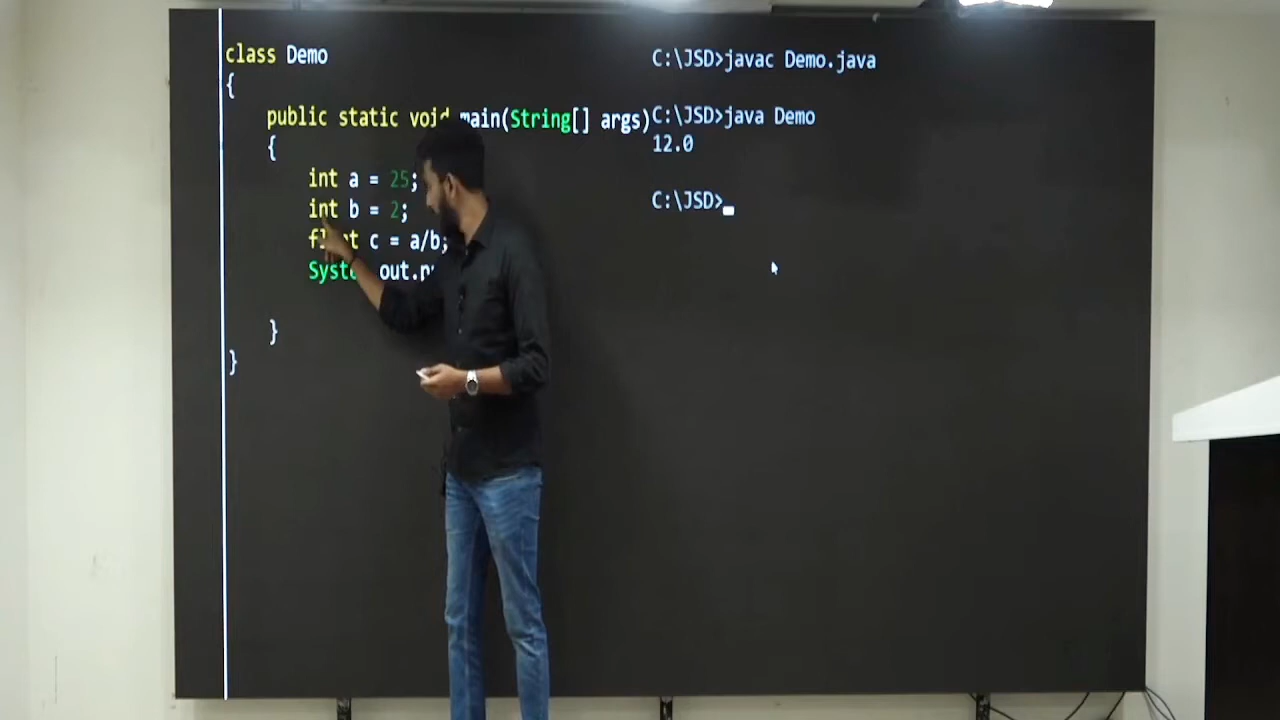 class Demo
{
public static void main(String[] args)
{
int a = 25;
int b = 2;
c = a/b;
out.
}
}
C:\JSD>javac Demo.java
C:\JSD>java Demo
12.0
C:\JSD>